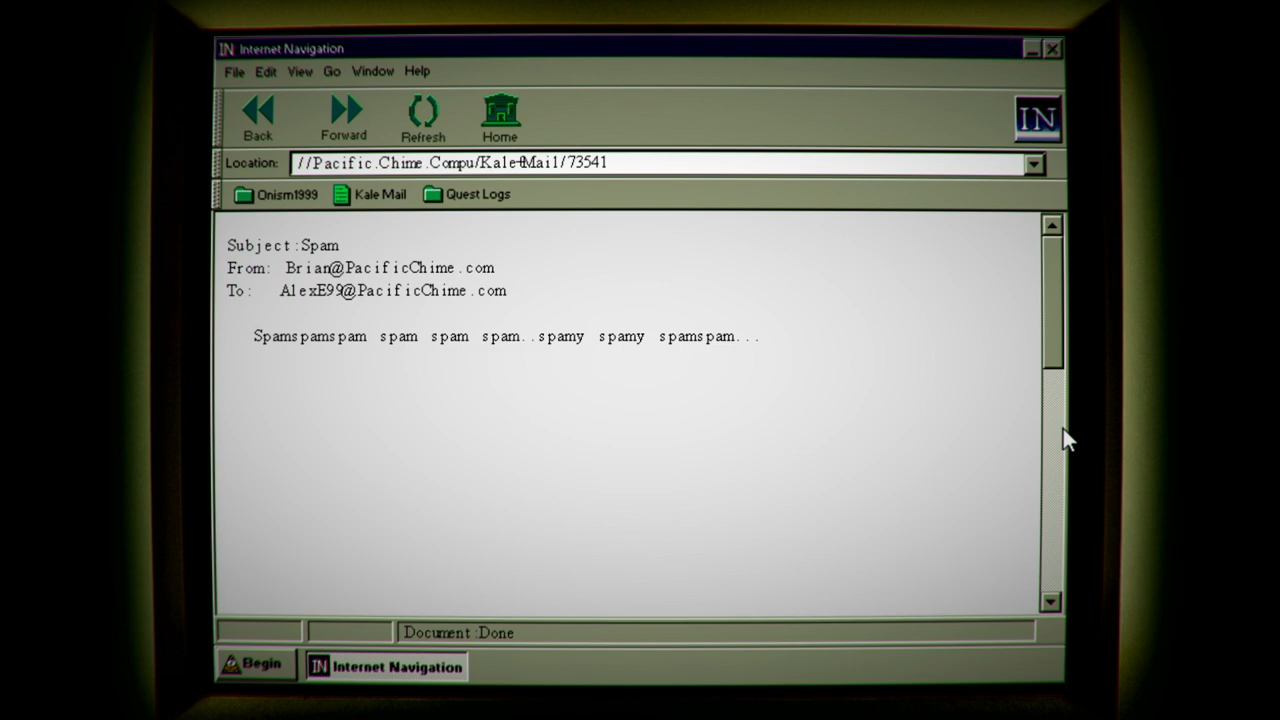 IN Internet Navigation
File Edit View Go Window Help
Back Forward Refresh Home
IN
Location: //Pacific.Chime.Compu/Kale+Mail/73541
Onism1999 Kale Mail Quest Logs
Subject:Spam
From: Brian@PacificChime.com
To: AlexE99@PacificChime.com
Spamspamspam spam spam spam..spamy spamy spamspam...
Document:Done
Begin IN Internet Navigation